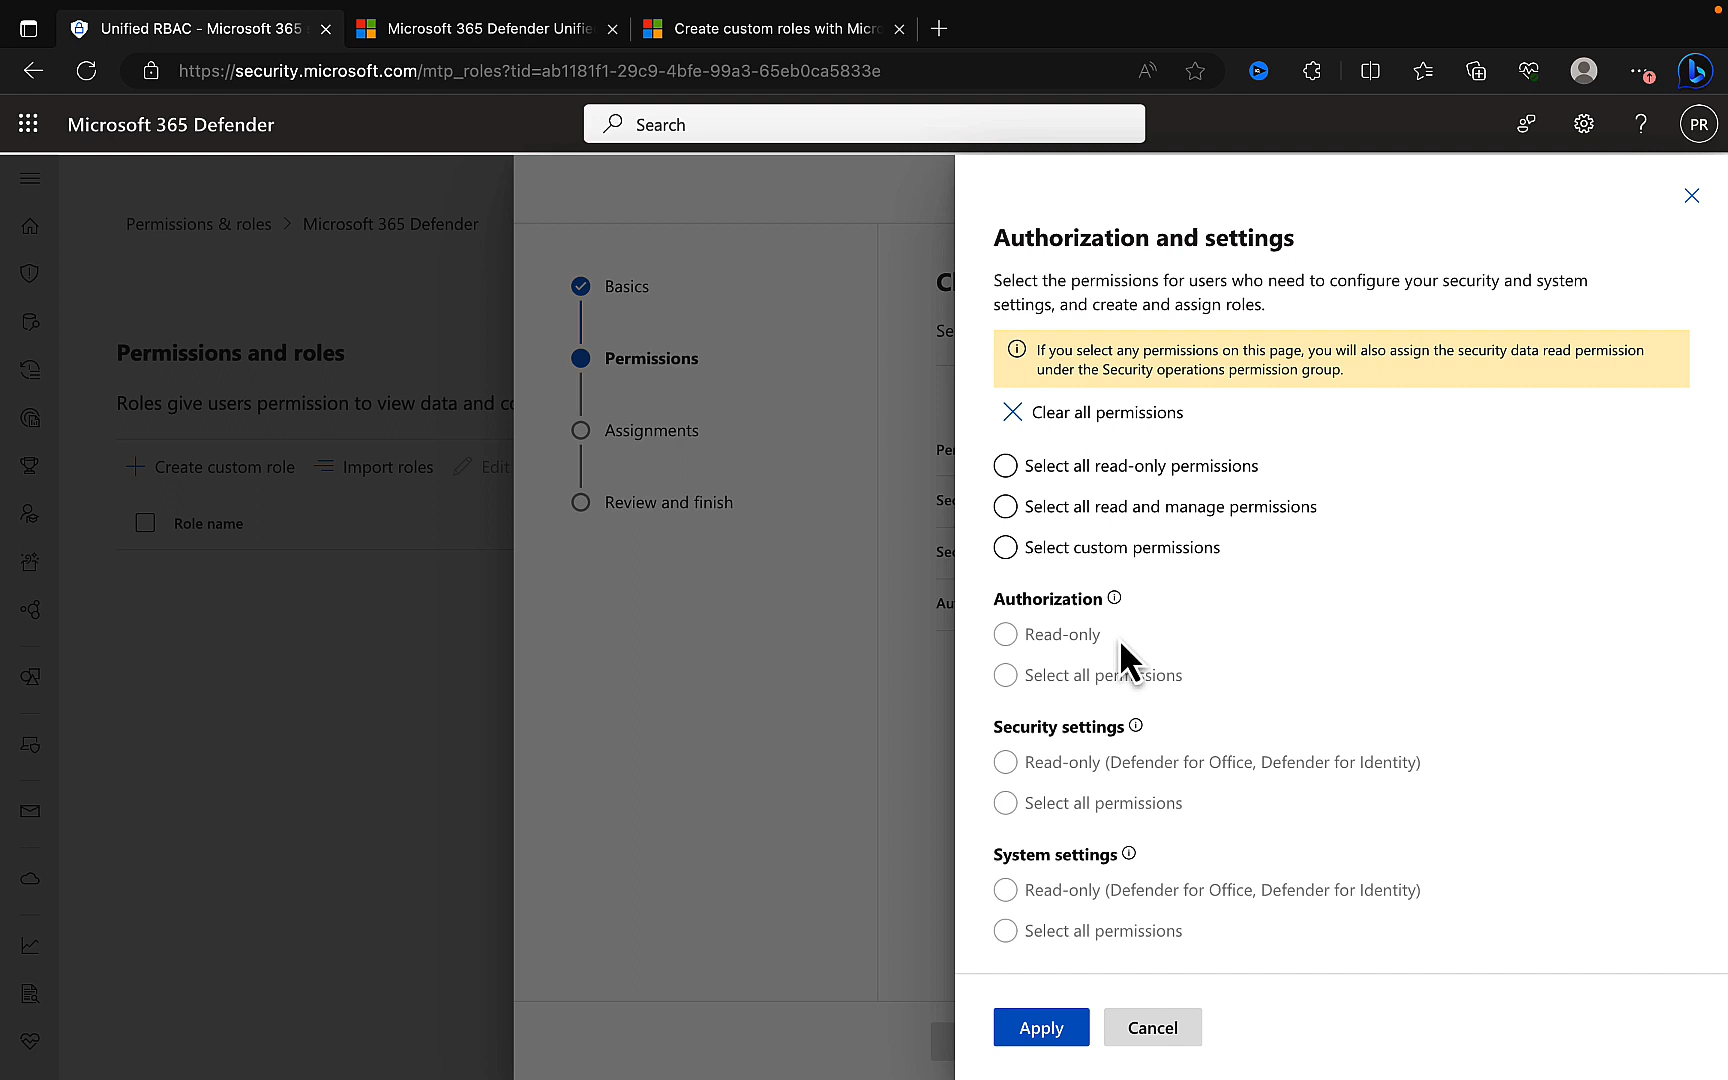 Unified RBAC - Microsoft 365
Microsoft 365 Defender Unifie
Create custom roles with Micr
https://security.microsoft.com/mtp_roles?tid=ab1181f1-29c9-4bfe-99a3-65eb0ca5833e
Microsoft 365 Defender
Search
PR
Permissions & roles > Microsoft 365 Defender
Permissions and roles
Roles give users permission to view data and co
Create custom role
Import roles
Edit
Role name
Basics
Permissions
Assignments
Review and finish
Cl
Se
Per
Sec
Sec
Au
Authorization and settings
Select the permissions for users who need to configure your security and system
settings, and create and assign roles.
If you select any permissions on this page, you will also assign the security data read permission
under the Security operations permission group.
Clear all permissions
Select all read-only permissions
Select all read and manage permissions
Select custom permissions
Authorization
Read-only
Select all permissions
Security settings
Read-only (Defender for Office, Defender for Identity)
Select all permissions
System settings
Read-only (Defender for Office, Defender for Identity)
Select all permissions
Apply
Cancel